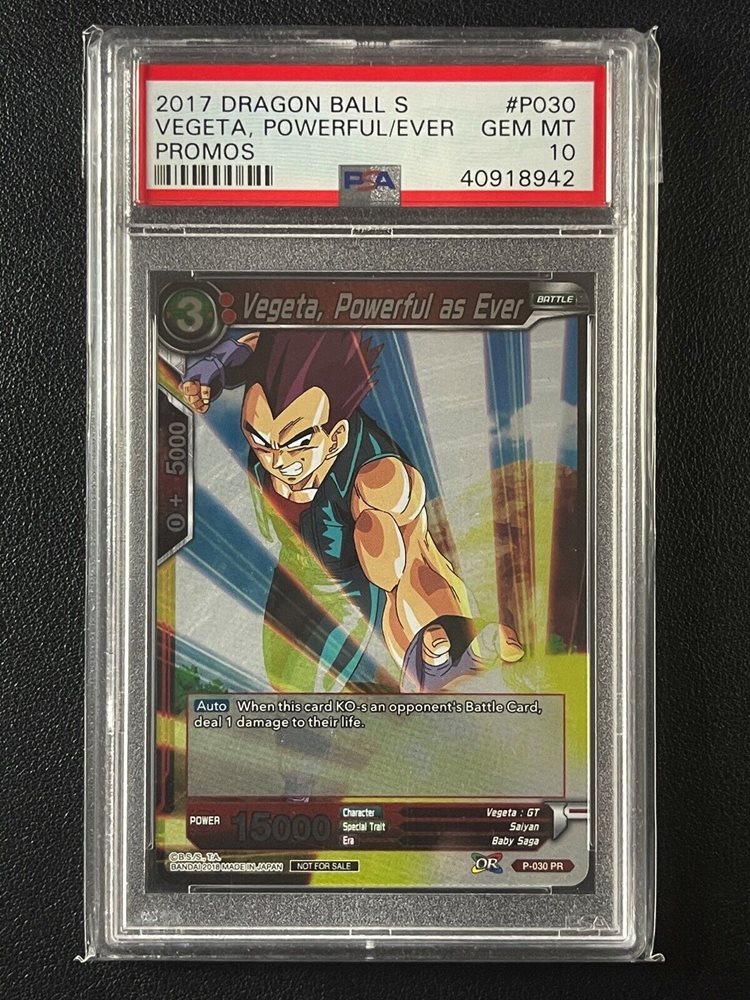 2017 DRAGON BALL S #P030
VEGETA, POWERFUL/EVER GEM MT
PROMOS 10
PSA 40918942
3 Vegeta, Powerful as Ever BATTLE
0 + 5000
Auto When this card KO-s an opponent's Battle Card,
deal 1 damage to their life.
POWER 15000
Character Vegeta : GT
Special Trait Saiyan
Era Baby Saga
©B.S./S., T.A.
BANDAI 2018 MADE IN JAPAN NOT FOR SALE
OR P-030 PR
PSA